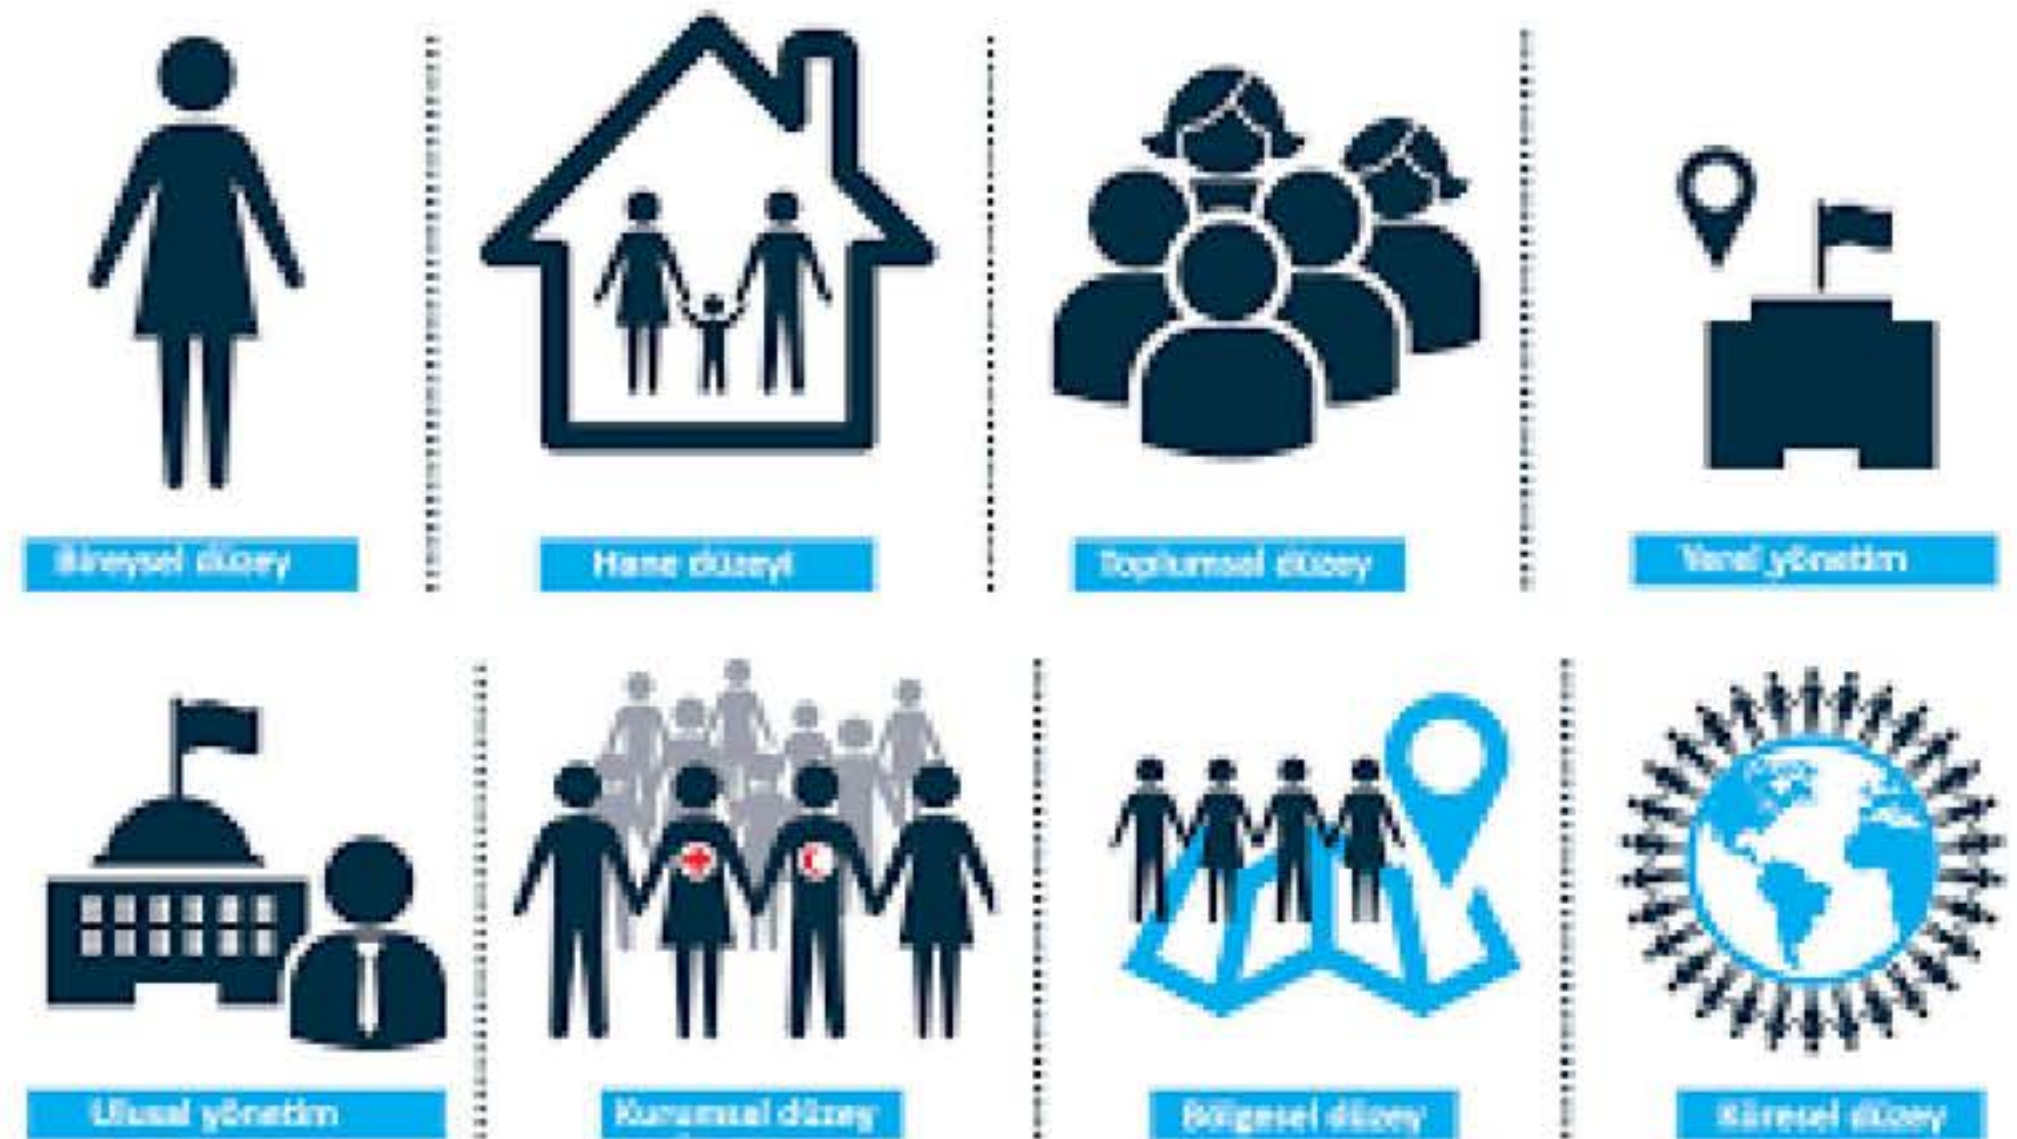 Bireysel düzey
Hane düzeyi
Toplumsal düzey
Yerel yönetim
Ulusal yönetim
Kurumsal düzey
Bölgesel düzey
Küresel düzey